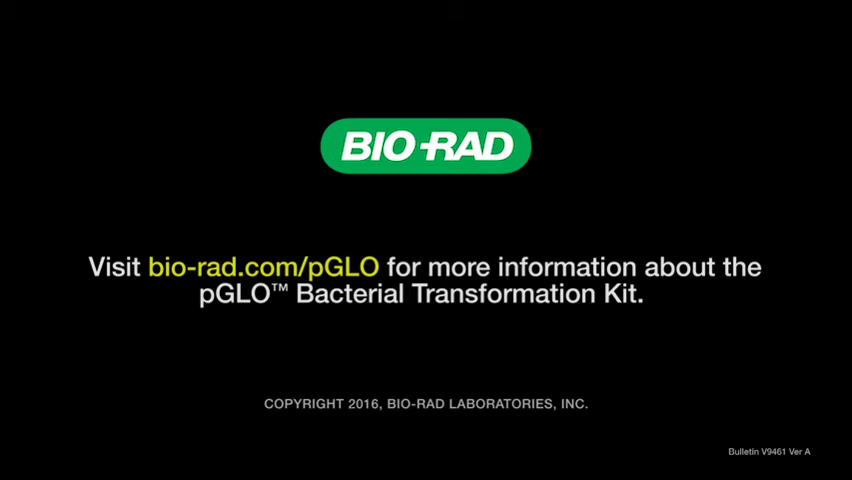 BIO-RAD
Visit bio-rad.com/pGLO for more information about the
pGLO™ Bacterial Transformation Kit.
COPYRIGHT 2016, BIO-RAD LABORATORIES, INC.
Bulletin V9461 Ver A